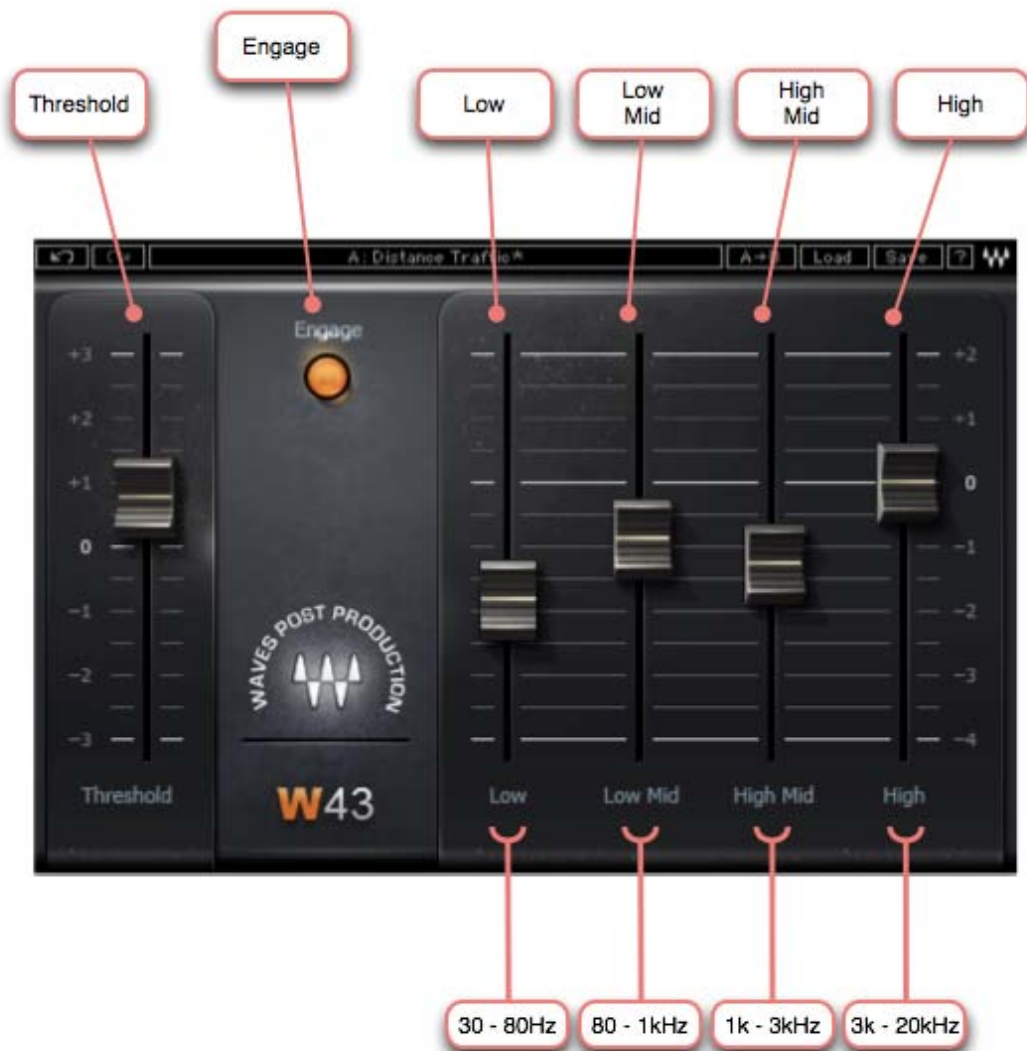 Engage
Threshold
Low
Low
Mid
High
Mid
High
A: Distance Traffic*
Load
Save
?
Engage
+3
+2
+1
0
-1
-2
-3
+2
+1
0
-1
-2
-3
-4
WAVES POST PRODUCTION
W43
Threshold
Low
Low Mid
High Mid
High
30 - 80Hz
80 - 1kHz
1k - 3kHz
3k - 20kHz